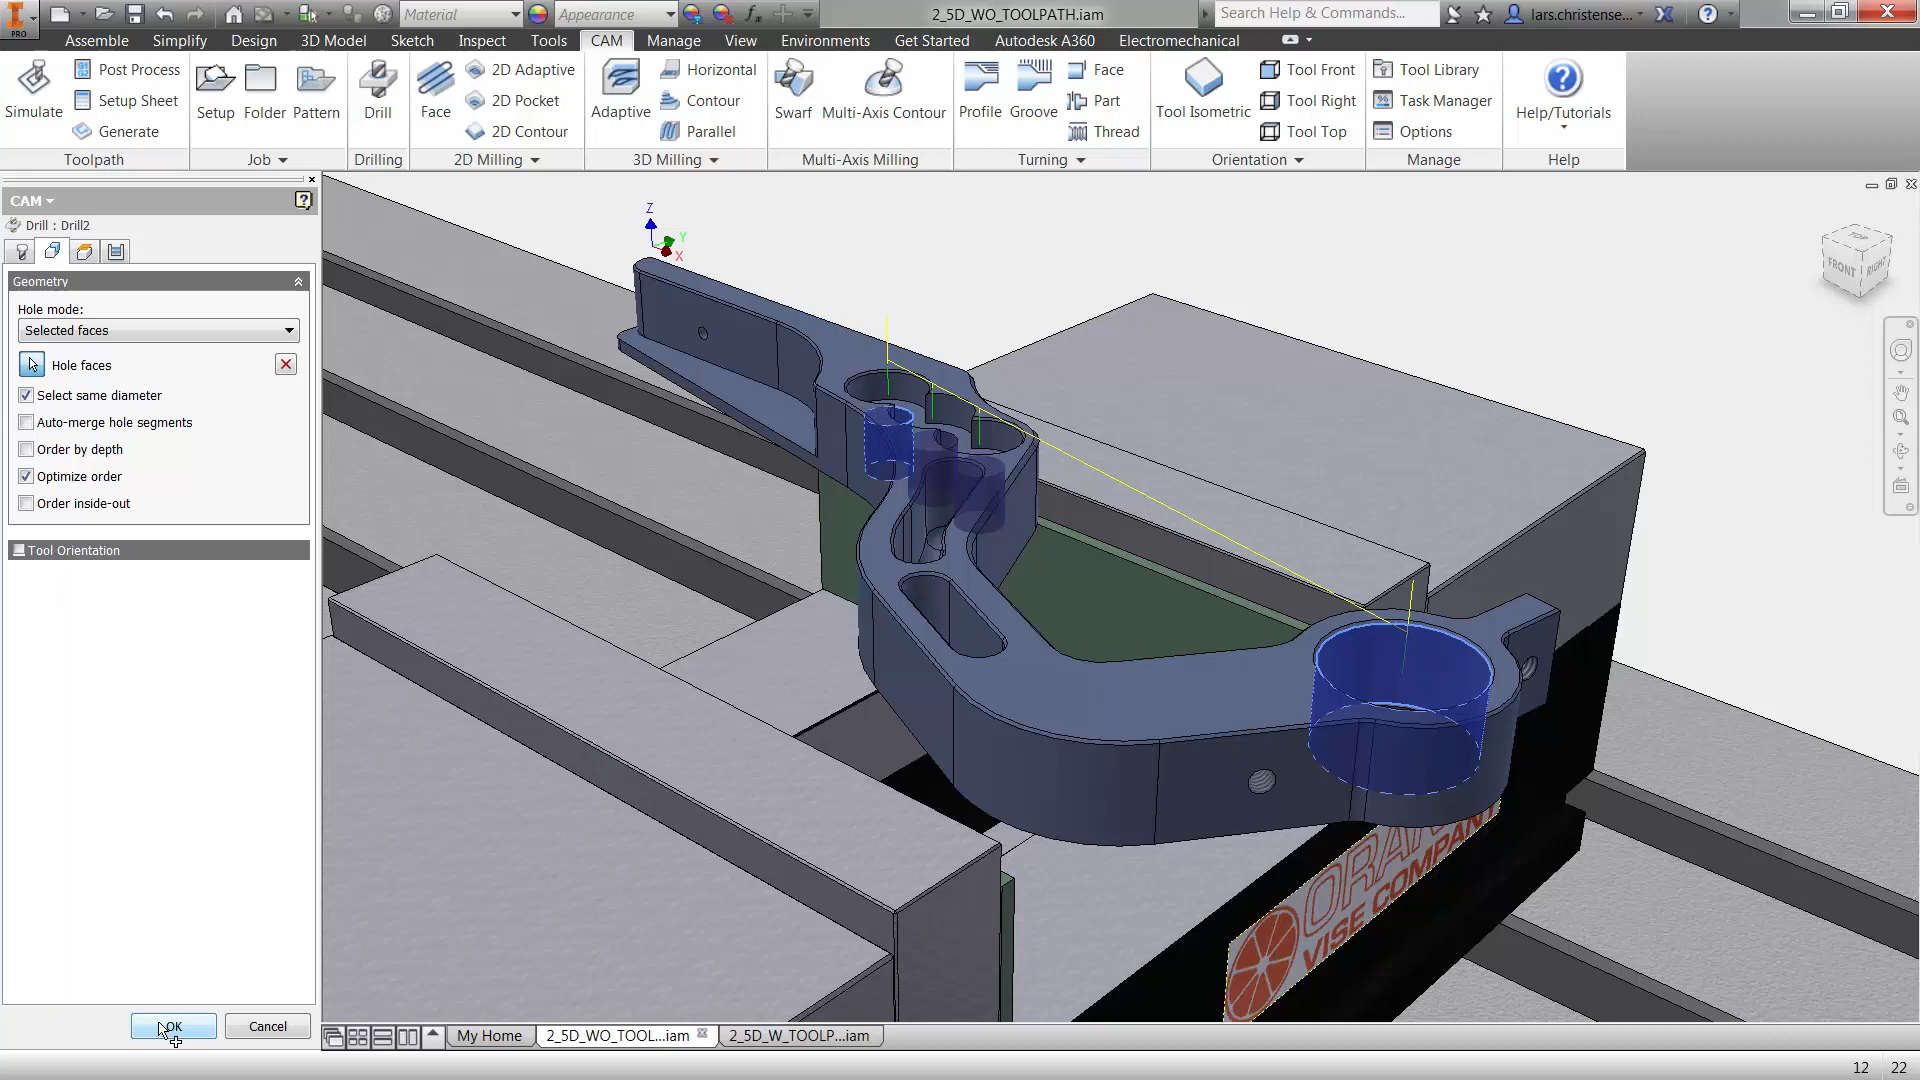 Material
Appearance
2_5D_WO_TOOLPATH.iam
Search Help & Commands...
lars.christense...
PRO
Assemble
Simplify
Design
3D Model
Sketch
Inspect
Tools
CAM
Manage
View
Environments
Get Started
Autodesk A360
Electromechanical
Simulate
Post Process
Setup Sheet
Generate
Toolpath
Setup
Folder
Pattern
Job
Drill
Drilling
Face
2D Adaptive
2D Pocket
2D Contour
2D Milling
Adaptive
Horizontal
Contour
Parallel
3D Milling
Swarf
Multi-Axis Contour
Multi-Axis Milling
Profile
Groove
Face
Part
Thread
Turning
Tool Isometric
Tool Front
Tool Right
Tool Top
Orientation
Tool Library
Task Manager
Options
Manage
Help/Tutorials
Help
CAM
Drill : Drill2
Geometry
Hole mode:
Selected faces
Hole faces
Select same diameter
Auto-merge hole segments
Order by depth
Optimize order
Order inside-out
Tool Orientation
OK
Cancel
Z
Y
X
FRONT
RIGHT
VISE COMPANY
My Home
2_5D_WO_TOOL...iam
2_5D_W_TOOLP...iam
12
22